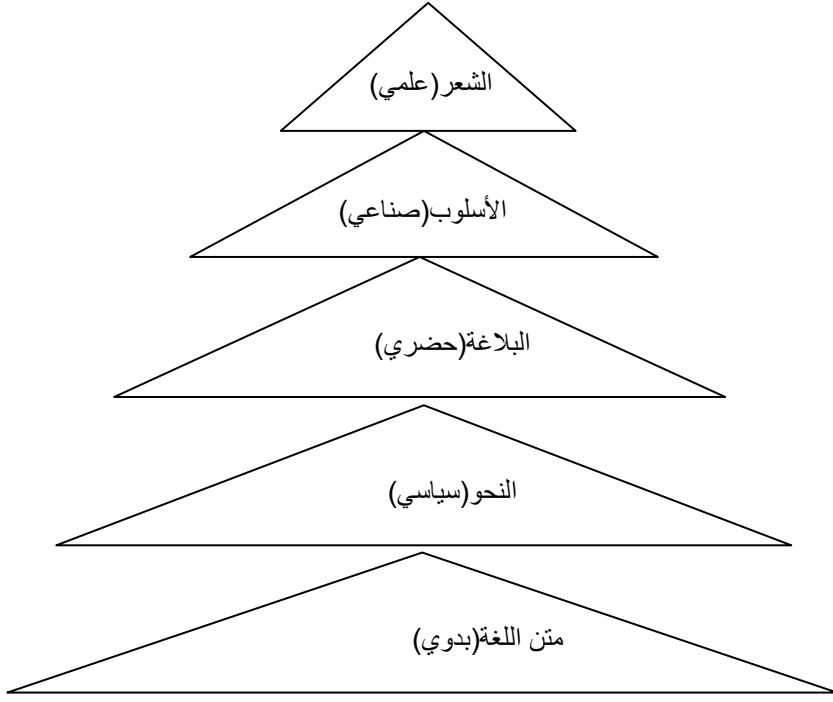 الشعر(علمي)
الأسلوب(صناعي)
البلاغة(حضري)
النحو(سياسي)
متن اللغة(بدوي)